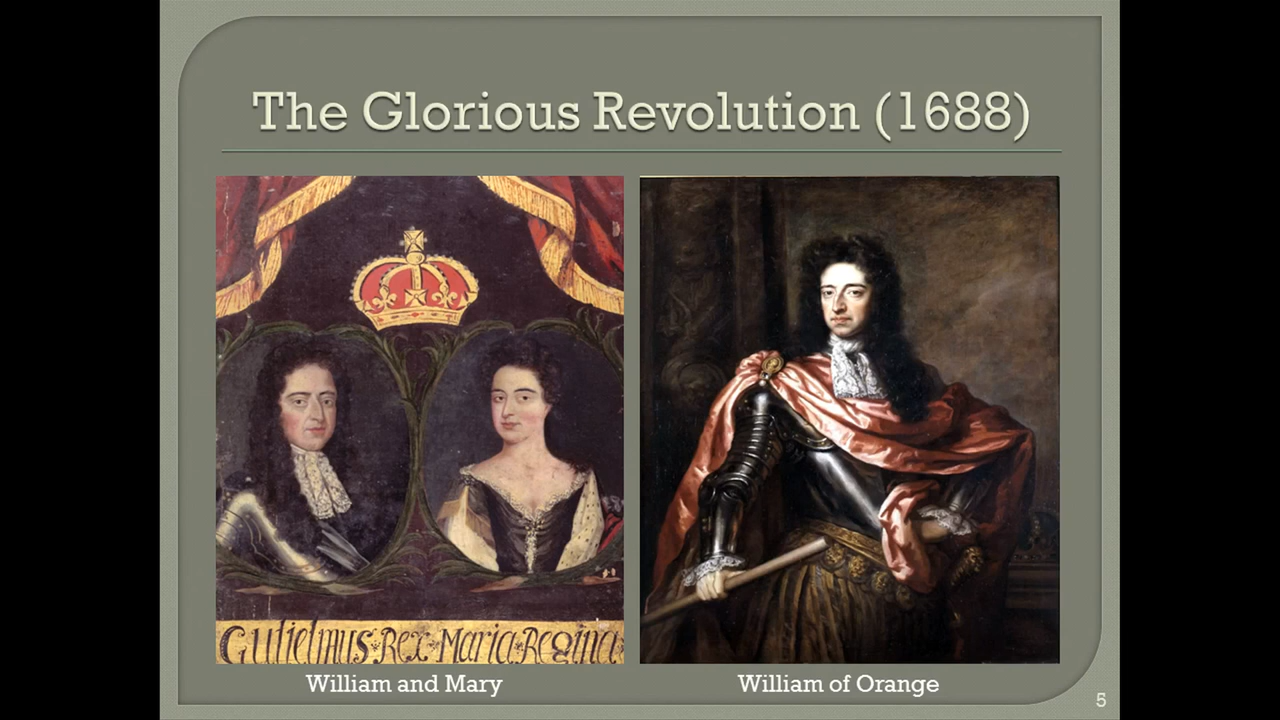 The Glorious Revolution (1688)
Gulielmus·Rex·Maria·Regina
William and Mary
William of Orange
5